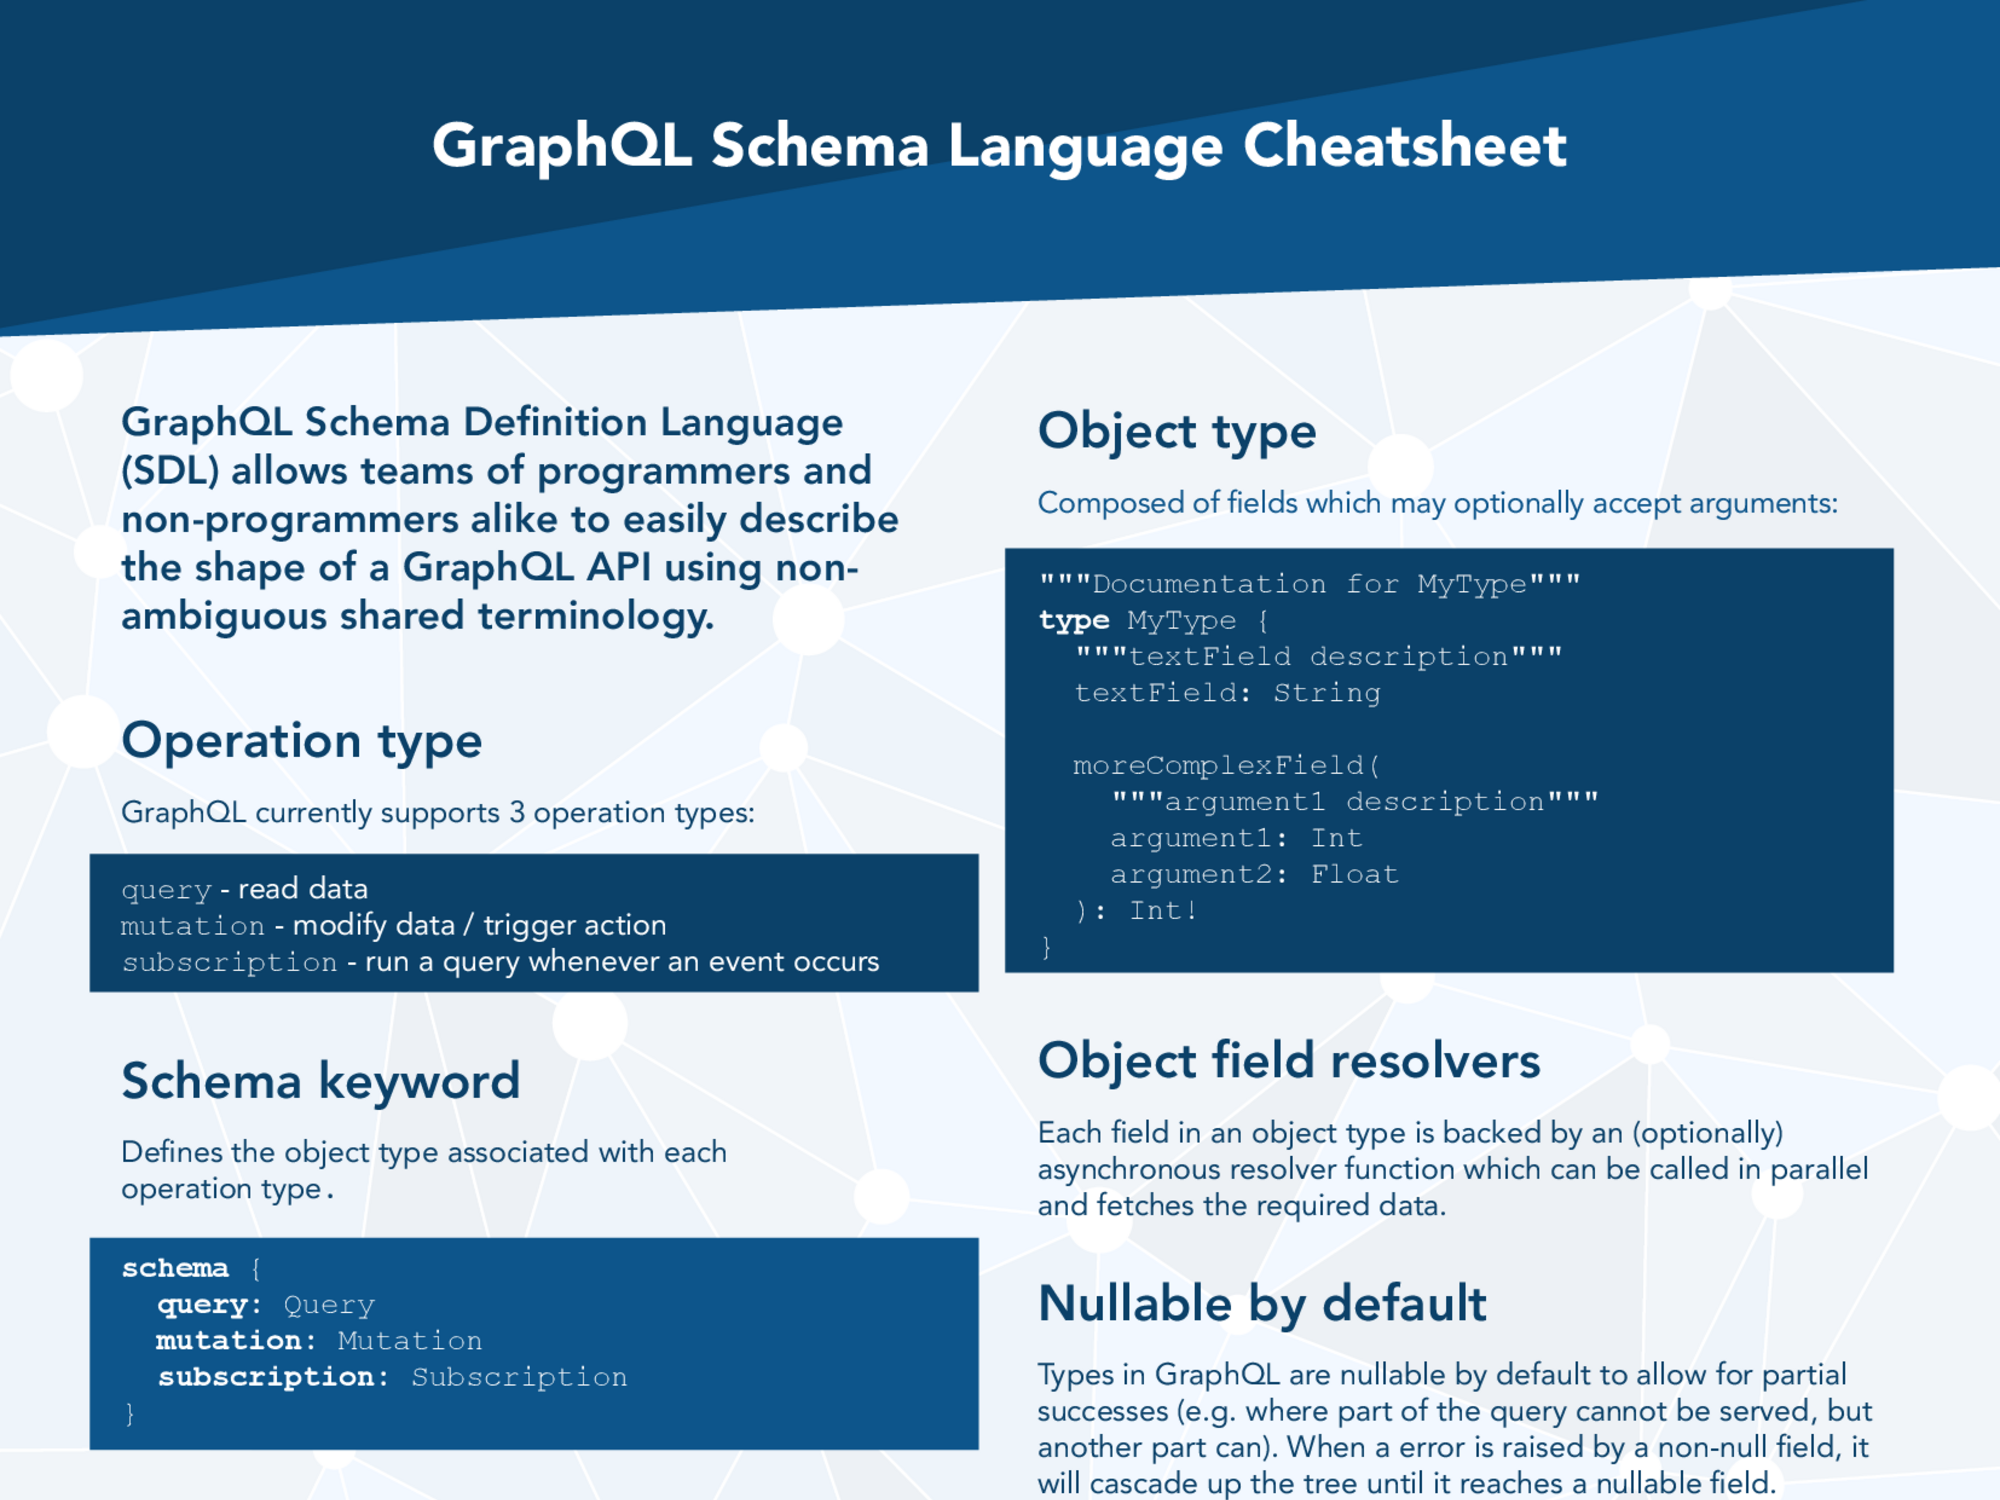 GraphQL Schema Language Cheatsheet
GraphQL Schema Definition Language
(SDL) allows teams of programmers and
non-programmers alike to easily describe
the shape of a GraphQL API using non-
ambiguous shared terminology.
Operation type
GraphQL currently supports 3 operation types:
query - read data
mutation - modify data / trigger action
subscription - run a query whenever an event occurs
Schema keyword
Defines the object type associated with each
operation type.
schema {
  query: Query
  mutation: Mutation
  subscription: Subscription
}
Object type
Composed of fields which may optionally accept arguments:
"""Documentation for MyType"""
type MyType {
  """textField description"""
  textField: String
  moreComplexField(
    """argument1 description"""
    argument1: Int
    argument2: Float
  ): Int!
}
Object field resolvers
Each field in an object type is backed by an (optionally)
asynchronous resolver function which can be called in parallel
and fetches the required data.
Nullable by default
Types in GraphQL are nullable by default to allow for partial
successes (e.g. where part of the query cannot be served, but
another part can). When a error is raised by a non-null field, it
will cascade up the tree until it reaches a nullable field.